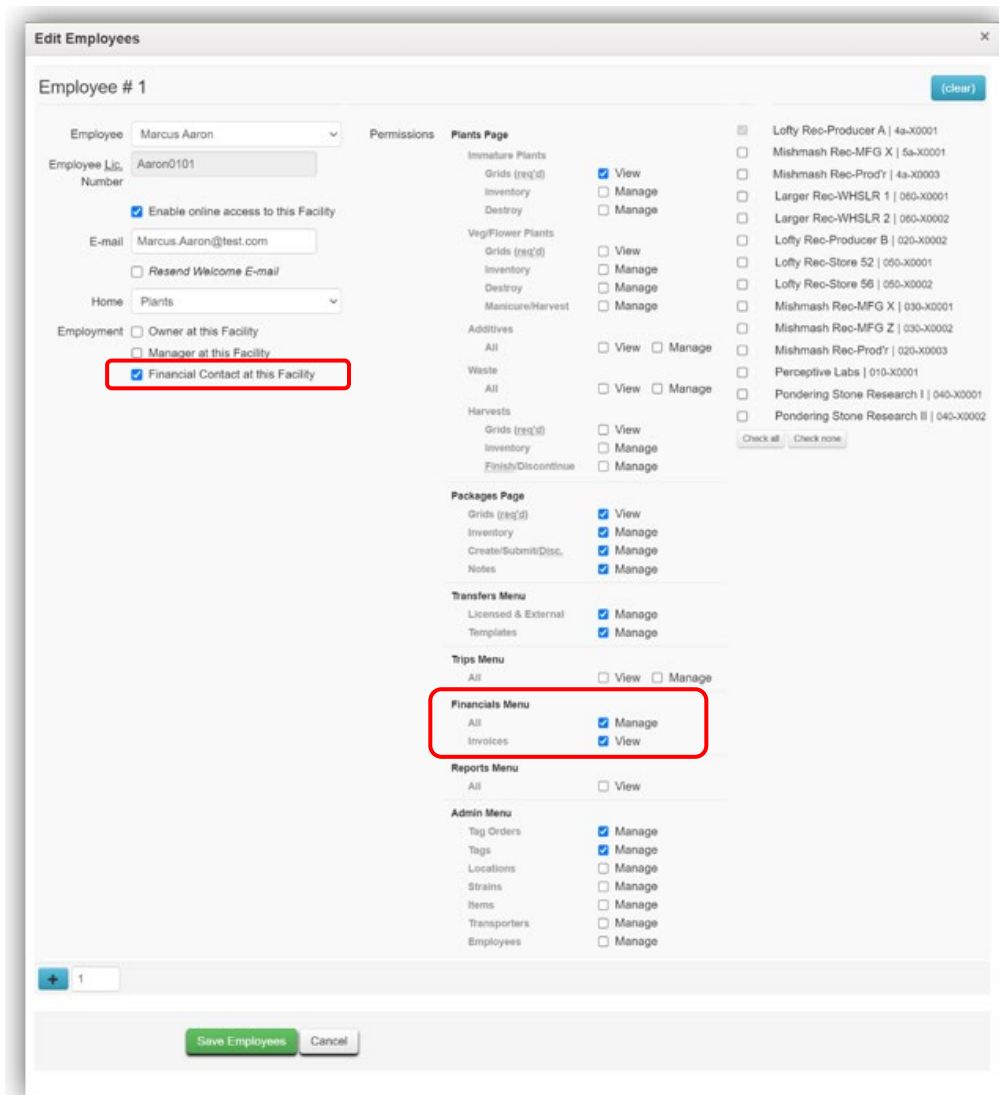 Edit Employees ×
Employee # 1
(clear)
Employee Marcus Aaron
Employee Lic. Number Aaron0101
Enable online access to this Facility
E-mail Marcus.Aaron@test.com
Resend Welcome E-mail
Home Plants
Employment Owner at this Facility
Manager at this Facility
Financial Contact at this Facility
Permissions Plants Page
Immature Plants
Grids (req'd) View
Inventory Manage
Destroy Manage
Veg/Flower Plants
Grids (req'd) View
Inventory Manage
Destroy Manage
Manicure/Harvest Manage
Additives
All View Manage
Waste
All View Manage
Harvests
Grids (req'd) View
Inventory Manage
Finish/Discontinue Manage
Packages Page
Grids (req'd) View
Inventory Manage
Create/Submit/Disc. Manage
Notes Manage
Transfers Menu
Licensed & External Manage
Templates Manage
Trips Menu
All View Manage
Financials Menu
All Manage
Invoices View
Reports Menu
All View
Admin Menu
Tag Orders Manage
Tags Manage
Locations Manage
Strains Manage
Items Manage
Transporters Manage
Employees Manage
Lofty Rec-Producer A | 4a-X0001
Mishmash Rec-MFG X | 5a-X0001
Mishmash Rec-Prod'r | 4a-X0003
Larger Rec-WHSLR 1 | 060-X0001
Larger Rec-WHSLR 2 | 060-X0002
Lofty Rec-Producer B | 020-X0002
Lofty Rec-Store 52 | 050-X0001
Lofty Rec-Store 56 | 050-X0002
Mishmash Rec-MFG X | 030-X0001
Mishmash Rec-MFG Z | 030-X0002
Mishmash Rec-Prod'r | 020-X0003
Perceptive Labs | 010-X0001
Pondering Stone Research I | 040-X0001
Pondering Stone Research II | 040-X0002
Check all Check none
+ 1
Save Employees Cancel